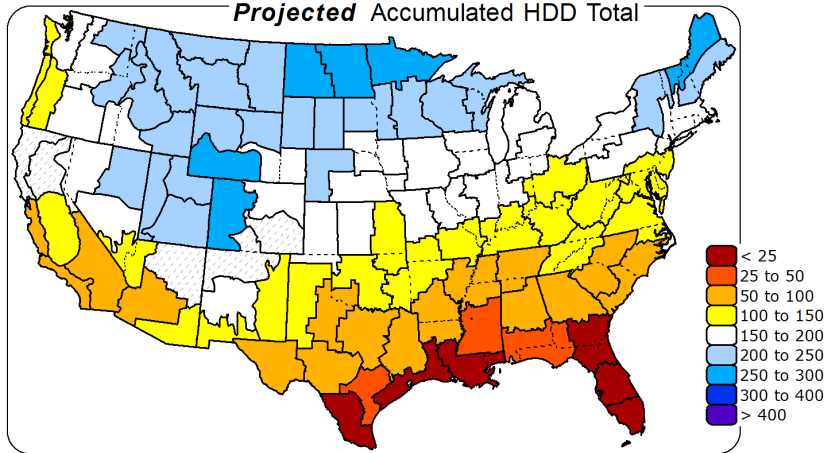 Projected Accumulated HDD Total
< 25
25 to 50
50 to 100
100 to 150
150 to 200
200 to 250
250 to 300
300 to 400
> 400